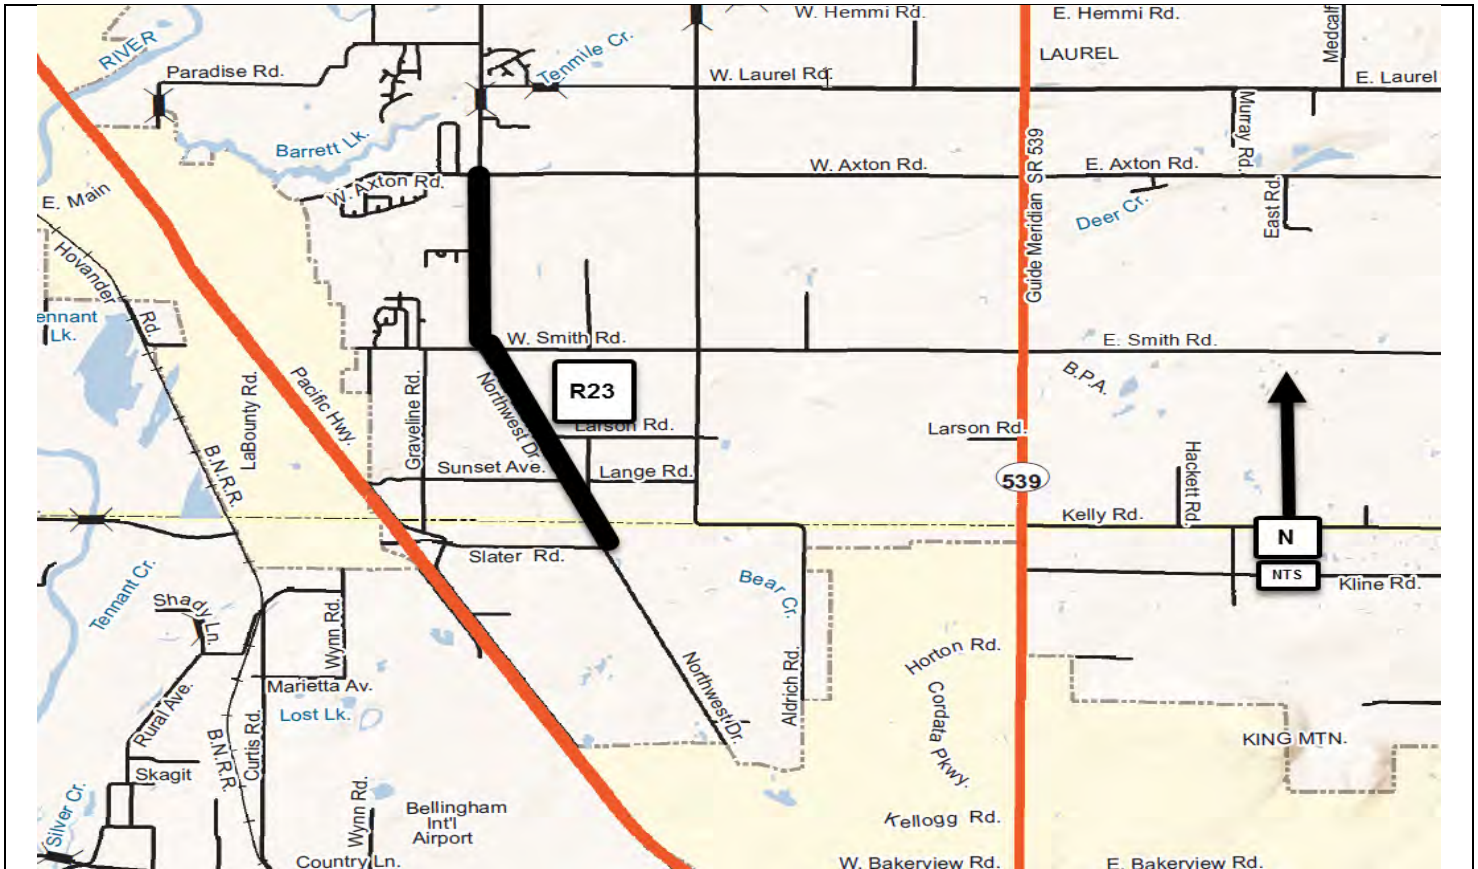 W. Hemmi Rd.
E. Hemmi Rd.
Medcalf
RIVER
Tenmile Cr.
LAUREL
Paradise Rd.
W. Laurel Rd.
E. Laurel
Murray Rd.
Barrett Lk.
Guide Meridian SR 539
W. Axton Rd.
E. Axton Rd.
W. Axton Rd.
E. Main
Deer Cr.
East Rd.
Hovander
Rd.
ennant
Lk.
W. Smith Rd.
E. Smith Rd.
LaBounty Rd.
Pacific Hwy.
Graveline Rd.
Northwest Dr.
R23
B.P.A.
Larson Rd.
Larson Rd.
B.N.R.R.
Sunset Ave.
Lange Rd.
539
Hackett Rd.
Kelly Rd.
N
NTS
Slater Rd.
Kline Rd.
Tennant Cr.
Shady Ln.
Wynn Rd.
Bear Cr.
Horton Rd.
Marietta Av.
Lost Lk.
Rural Ave.
Curtis Rd.
B.N.R.R.
Northwest Dr.
Aldrich Rd.
Cordata Pkwy.
KING MTN.
Skagit
Silver Cr.
Wynn Rd.
Bellingham
Int'l
Airport
Kellogg Rd.
Country Ln.
W. Bakerview Rd.
E. Bakerview Rd.